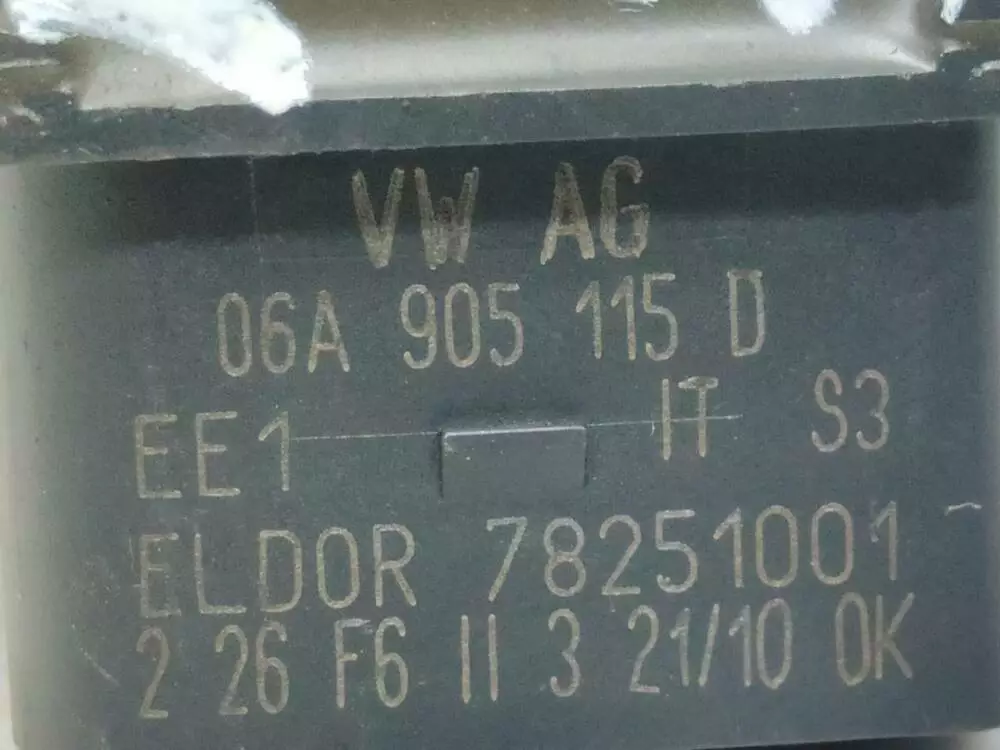 VW AG
06A 905 115 D
EE1 IT S3
ELDOR 78251001
2 26 F6 II 3 21/10 OK